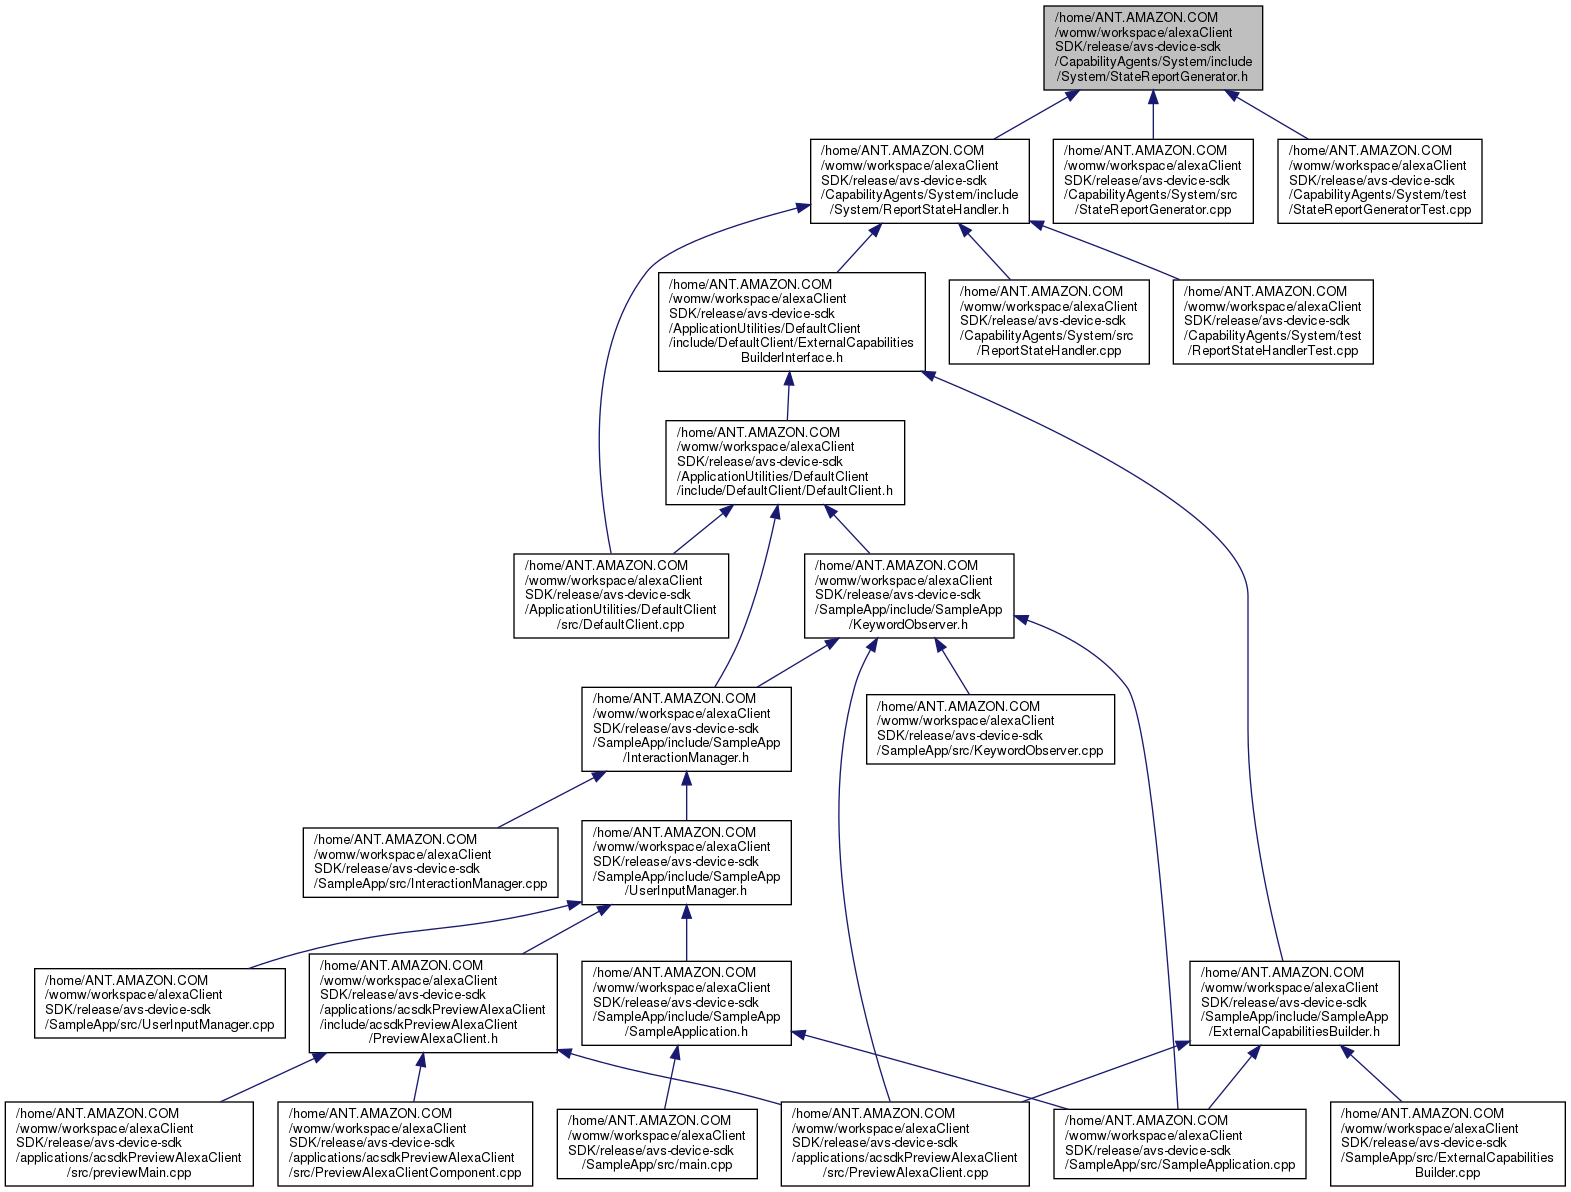 /home/ANT.AMAZON.COM
/womw/workspace/alexaClient
SDK/release/avs-device-sdk
/CapabilityAgents/System/include
/System/StateReportGenerator.h
/home/ANT.AMAZON.COM
/womw/workspace/alexaClient
SDK/release/avs-device-sdk
/CapabilityAgents/System/include
/System/ReportStateHandler.h
/home/ANT.AMAZON.COM
/womw/workspace/alexaClient
SDK/release/avs-device-sdk
/CapabilityAgents/System/src
/StateReportGenerator.cpp
/home/ANT.AMAZON.COM
/womw/workspace/alexaClient
SDK/release/avs-device-sdk
/CapabilityAgents/System/test
/StateReportGeneratorTest.cpp
/home/ANT.AMAZON.COM
/womw/workspace/alexaClient
SDK/release/avs-device-sdk
/ApplicationUtilities/DefaultClient
/include/DefaultClient/ExternalCapabilities
BuilderInterface.h
/home/ANT.AMAZON.COM
/womw/workspace/alexaClient
SDK/release/avs-device-sdk
/CapabilityAgents/System/src
/ReportStateHandler.cpp
/home/ANT.AMAZON.COM
/womw/workspace/alexaClient
SDK/release/avs-device-sdk
/CapabilityAgents/System/test
/ReportStateHandlerTest.cpp
/home/ANT.AMAZON.COM
/womw/workspace/alexaClient
SDK/release/avs-device-sdk
/ApplicationUtilities/DefaultClient
/include/DefaultClient/DefaultClient.h
/home/ANT.AMAZON.COM
/womw/workspace/alexaClient
SDK/release/avs-device-sdk
/ApplicationUtilities/DefaultClient
/src/DefaultClient.cpp
/home/ANT.AMAZON.COM
/womw/workspace/alexaClient
SDK/release/avs-device-sdk
/SampleApp/include/SampleApp
/KeywordObserver.h
/home/ANT.AMAZON.COM
/womw/workspace/alexaClient
SDK/release/avs-device-sdk
/SampleApp/include/SampleApp
/InteractionManager.h
/home/ANT.AMAZON.COM
/womw/workspace/alexaClient
SDK/release/avs-device-sdk
/SampleApp/src/KeywordObserver.cpp
/home/ANT.AMAZON.COM
/womw/workspace/alexaClient
SDK/release/avs-device-sdk
/SampleApp/src/InteractionManager.cpp
/home/ANT.AMAZON.COM
/womw/workspace/alexaClient
SDK/release/avs-device-sdk
/SampleApp/include/SampleApp
/UserInputManager.h
/home/ANT.AMAZON.COM
/womw/workspace/alexaClient
SDK/release/avs-device-sdk
/SampleApp/src/UserInputManager.cpp
/home/ANT.AMAZON.COM
/womw/workspace/alexaClient
SDK/release/avs-device-sdk
/applications/acsdkPreviewAlexaClient
/include/acsdkPreviewAlexaClient
/PreviewAlexaClient.h
/home/ANT.AMAZON.COM
/womw/workspace/alexaClient
SDK/release/avs-device-sdk
/SampleApp/include/SampleApp
/SampleApplication.h
/home/ANT.AMAZON.COM
/womw/workspace/alexaClient
SDK/release/avs-device-sdk
/SampleApp/include/SampleApp
/ExternalCapabilitiesBuilder.h
/home/ANT.AMAZON.COM
/womw/workspace/alexaClient
SDK/release/avs-device-sdk
/applications/acsdkPreviewAlexaClient
/src/previewMain.cpp
/home/ANT.AMAZON.COM
/womw/workspace/alexaClient
SDK/release/avs-device-sdk
/applications/acsdkPreviewAlexaClient
/src/PreviewAlexaClientComponent.cpp
/home/ANT.AMAZON.COM
/womw/workspace/alexaClient
SDK/release/avs-device-sdk
/SampleApp/src/main.cpp
/home/ANT.AMAZON.COM
/womw/workspace/alexaClient
SDK/release/avs-device-sdk
/applications/acsdkPreviewAlexaClient
/src/PreviewAlexaClient.cpp
/home/ANT.AMAZON.COM
/womw/workspace/alexaClient
SDK/release/avs-device-sdk
/SampleApp/src/SampleApplication.cpp
/home/ANT.AMAZON.COM
/womw/workspace/alexaClient
SDK/release/avs-device-sdk
/SampleApp/src/ExternalCapabilities
Builder.cpp